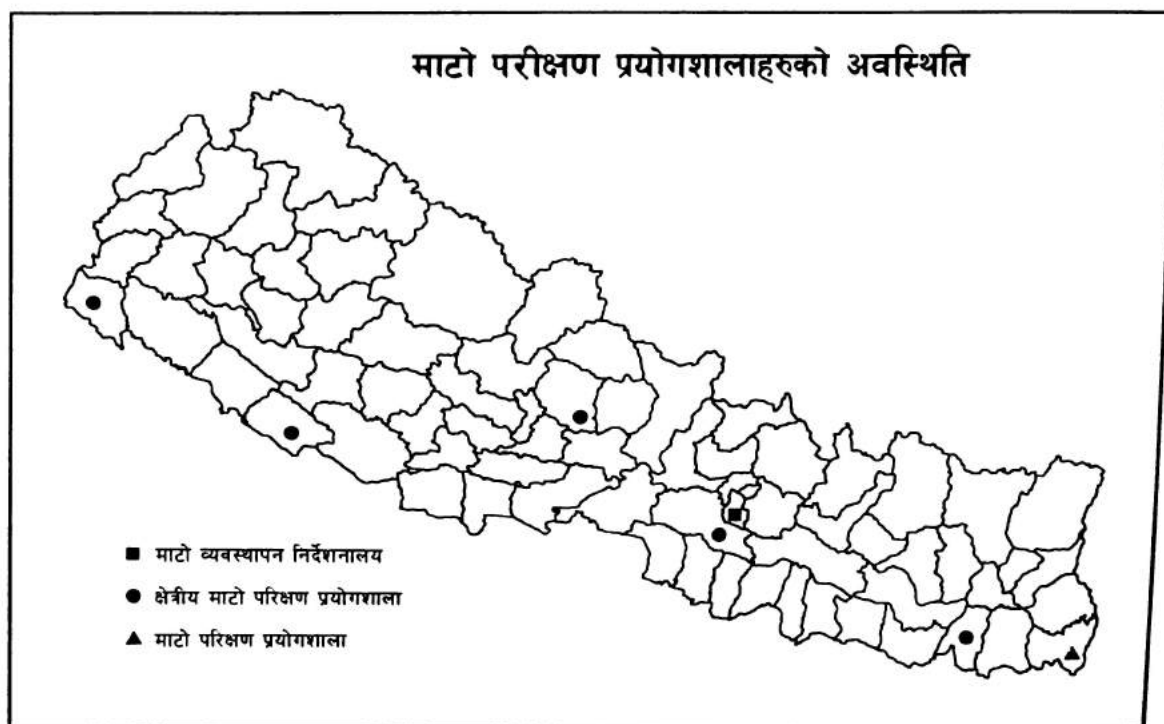 माटो परीक्षण प्रयोगशालाहरुको अवस्थिति
माटो व्यवस्थापन निर्देशनालय
क्षेत्रीय माटो परिक्षण प्रयोगशाला
माटो परिक्षण प्रयोगशाला